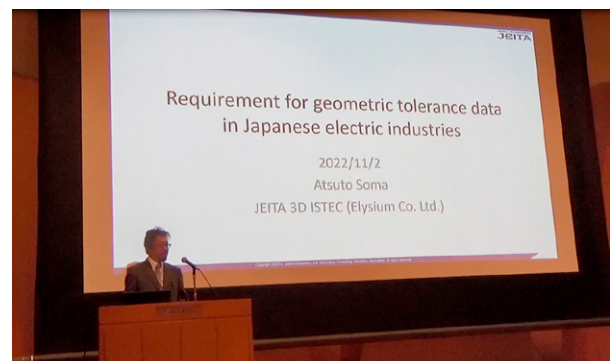 JEITA
Requirement for geometric tolerance data
in Japanese electric industries
2022/11/2
Atsuto Soma
JEITA 3D ISTEC (Elysium Co. Ltd.)